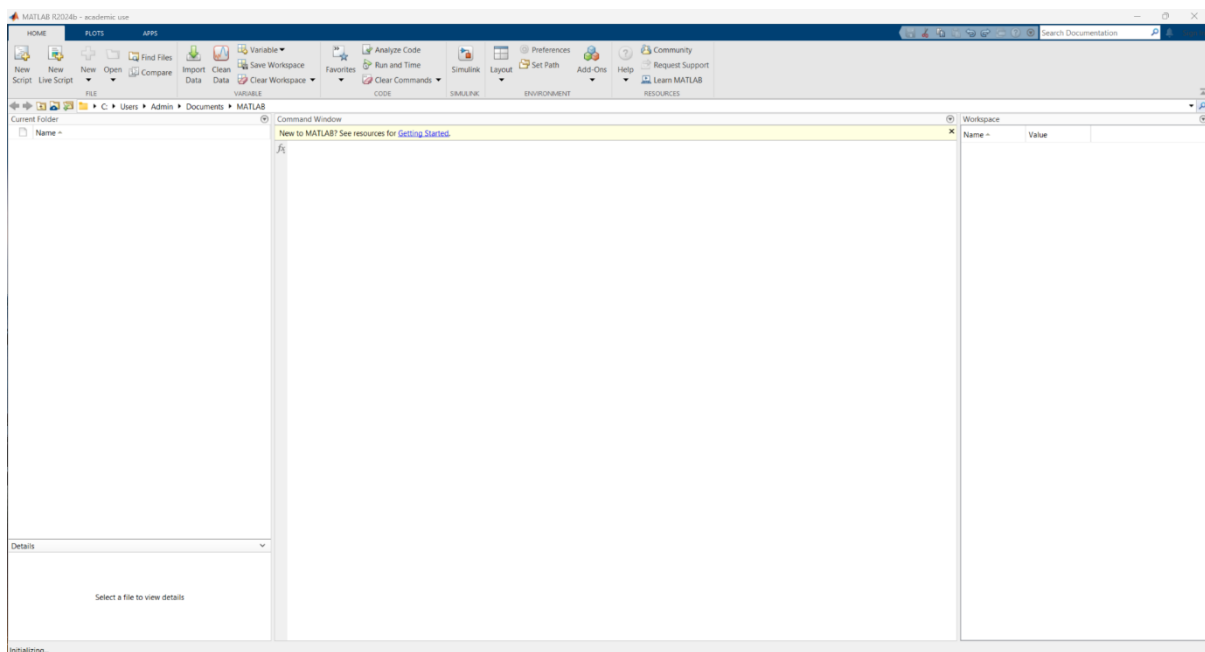 MATLAB R2024b - academic use
HOME PLOTS APPS
Search Documentation
New Script
New Live Script
New
Open
Find Files
Compare
Import Data
Clean Data
Variable
Save Workspace
Clear Workspace
Favorites
Analyze Code
Run and Time
Clear Commands
Simulink
Layout
Preferences
Set Path
Add-Ons
Help
Community
Request Support
Learn MATLAB
FILE VARIABLE CODE SIMULINK ENVIRONMENT RESOURCES
C: Users Admin Documents MATLAB
Current Folder
Name
Command Window
New to MATLAB? See resources for Getting Started.
fx
Workspace
Name Value
Details
Select a file to view details
Initializing